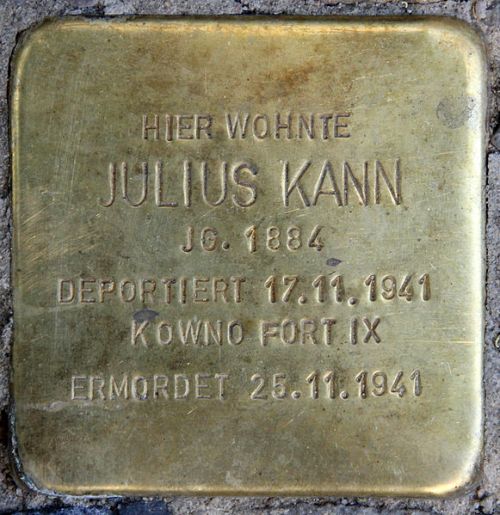 HIER WOHNTE
JULIUS KANN
JG. 1884
DEPORTIERT 17.11.1941
KOWNO FORT IX
ERMORDET 25.11.1941